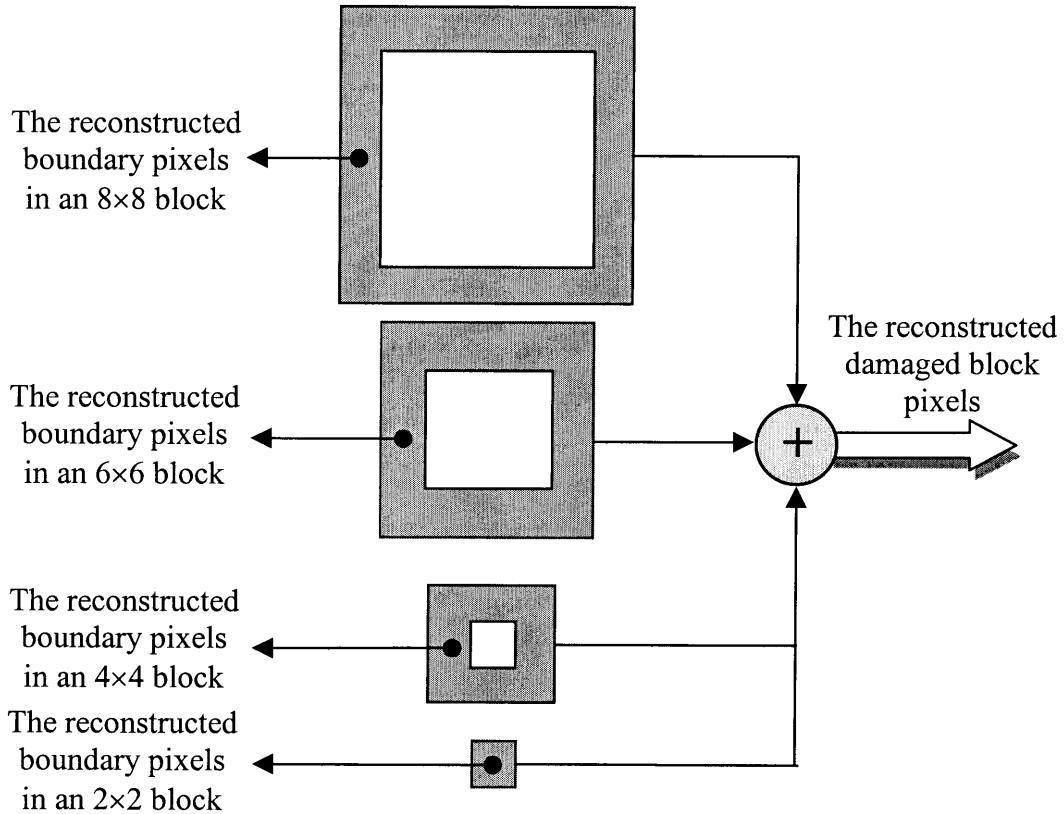 The reconstructed
boundary pixels
in an 8×8 block
The reconstructed
damaged block
pixels
The reconstructed
boundary pixels
in an 6×6 block
+
The reconstructed
boundary pixels
in an 4×4 block
The reconstructed
boundary pixels
in an 2×2 block